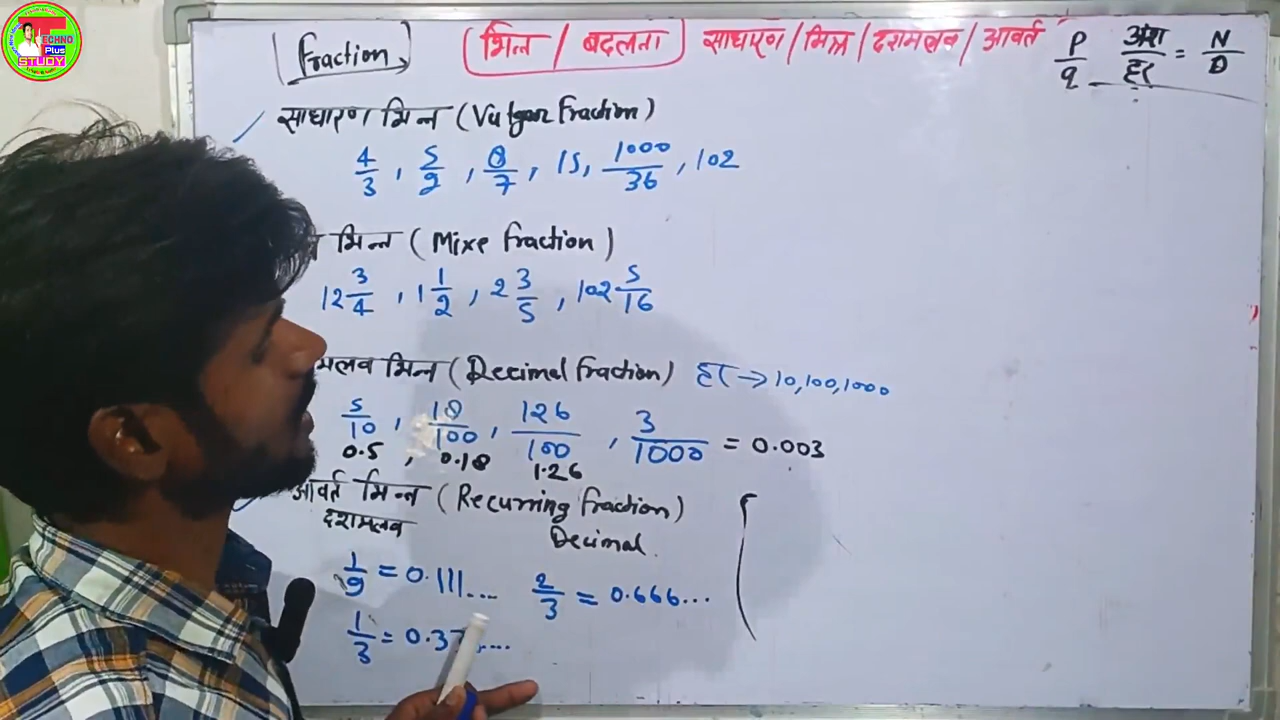 TECHNO Plus STUDY
Fraction भिन्न / बदलना साधारण / मिश्र / दशमलव / आवर्त P/q अंश/हर = N/D
साधारण भिन्न (Vulgar fraction)
4/3, 5/2, 8/7, 15, 1000/36, 102
भिन्न (Mixe fraction)
12 3/4, 1 1/2, 2 3/5, 102 5/16
मलव भिन्न (Decimal fraction) हर → 10,100,1000
5/10, 18/100, 126/100, 3/1000 = 0.003
0.5, 0.18 1.26
आवर्त भिन्न (Recurring fraction)
दशमलव Decimal.
1/9 = 0.111... 2/3 = 0.666...
1/3 = 0.33....